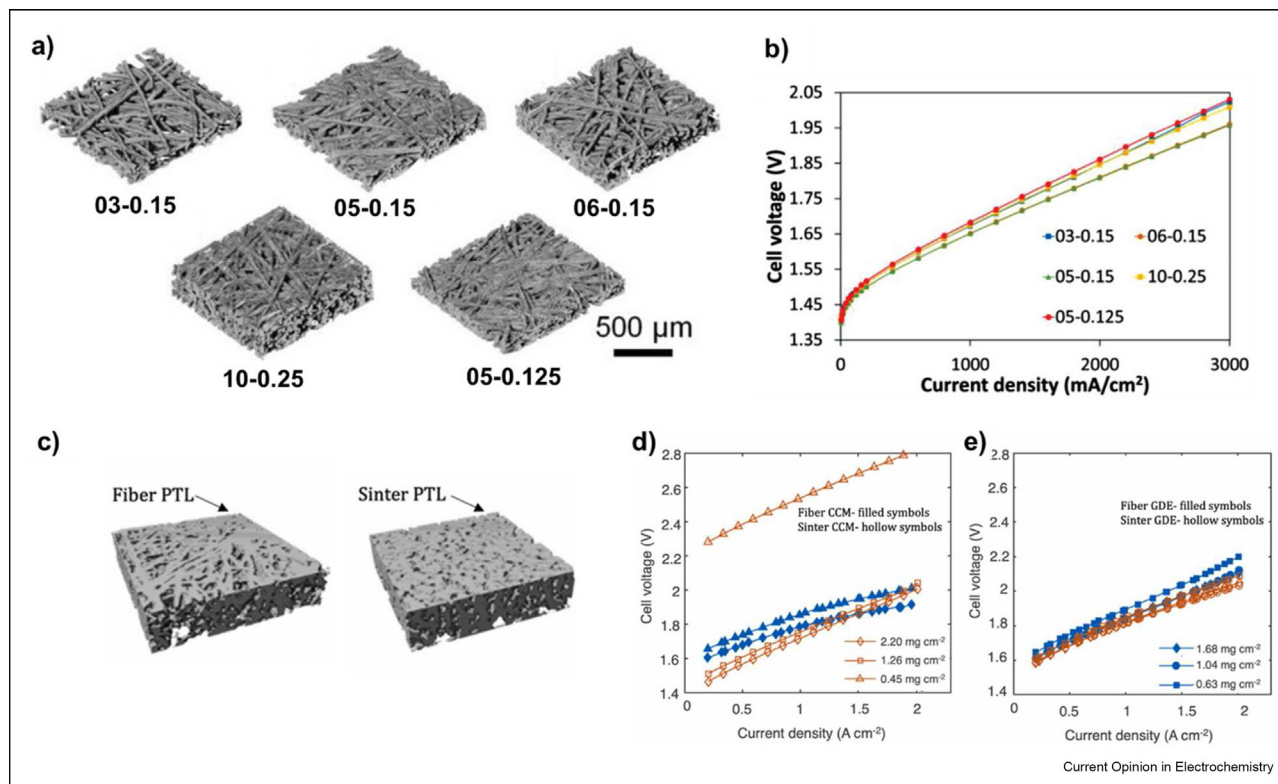 a)
03-0.15
05-0.15
06-0.15
10-0.25
05-0.125
500 µm
b)
2.05
1.95
1.85
1.75
1.65
1.55
1.45
1.35
Cell voltage (V)
03-0.15
06-0.15
05-0.15
10-0.25
05-0.125
0
1000
2000
3000
Current density (mA/cm²)
c)
Fiber PTL
Sinter PTL
d)
2.8
2.6
2.4
2.2
2
1.8
1.6
1.4
Cell voltage (V)
Fiber CCM- filled symbols
Sinter CCM- hollow symbols
2.20 mg cm⁻²
1.26 mg cm⁻²
0.45 mg cm⁻²
0
0.5
1
1.5
2
Current density (A cm⁻²)
e)
2.8
2.6
2.4
2.2
2
1.8
1.6
1.4
Cell voltage (V)
Fiber GDE- filled symbols
Sinter GDE- hollow symbols
1.68 mg cm⁻²
1.04 mg cm⁻²
0.63 mg cm⁻²
0
0.5
1
1.5
2
Current density (A cm⁻²)
Current Opinion in Electrochemistry